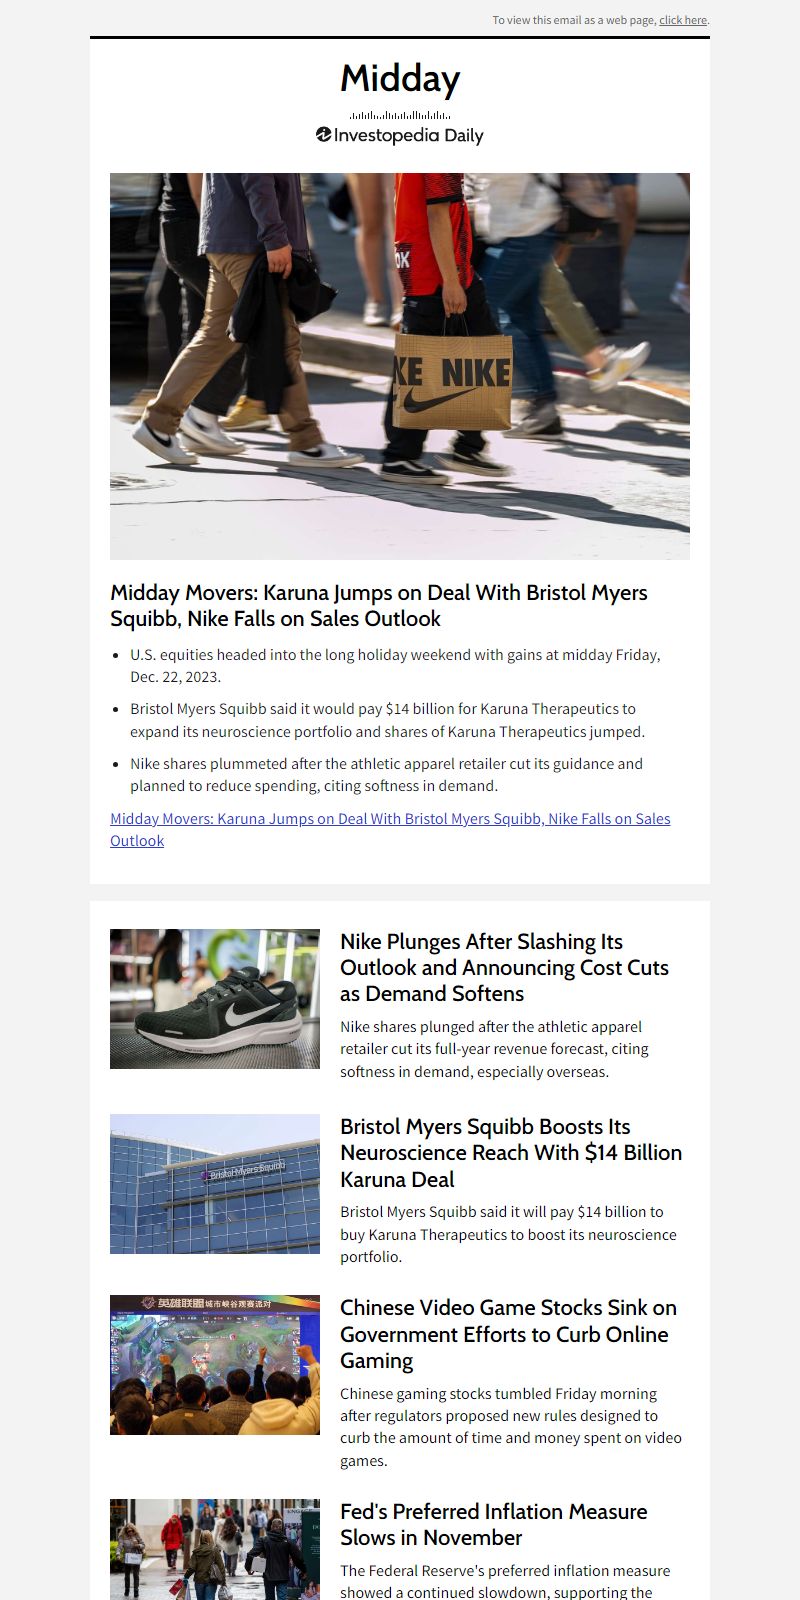 To view this email as a web page, click here.
Midday
Investopedia Daily
OK
KE NIKE
Midday Movers: Karuna Jumps on Deal With Bristol Myers
Squibb, Nike Falls on Sales Outlook
• U.S. equities headed into the long holiday weekend with gains at midday Friday,
Dec. 22, 2023.
• Bristol Myers Squibb said it would pay $14 billion for Karuna Therapeutics to
expand its neuroscience portfolio and shares of Karuna Therapeutics jumped.
• Nike shares plummeted after the athletic apparel retailer cut its guidance and
planned to reduce spending, citing softness in demand.
Midday Movers: Karuna Jumps on Deal With Bristol Myers Squibb, Nike Falls on Sales
Outlook
Nike Plunges After Slashing Its
Outlook and Announcing Cost Cuts
as Demand Softens
Nike shares plunged after the athletic apparel
retailer cut its full-year revenue forecast, citing
softness in demand, especially overseas.
Bristol Myers Squibb
Bristol Myers Squibb Boosts Its
Neuroscience Reach With $14 Billion
Karuna Deal
Bristol Myers Squibb said it will pay $14 billion to
buy Karuna Therapeutics to boost its neuroscience
portfolio.
英雄联盟城市峡谷观赛派对
Chinese Video Game Stocks Sink on
Government Efforts to Curb Online
Gaming
Chinese gaming stocks tumbled Friday morning
after regulators proposed new rules designed to
curb the amount of time and money spent on video
games.
Fed's Preferred Inflation Measure
Slows in November
The Federal Reserve's preferred inflation measure
showed a continued slowdown, supporting the